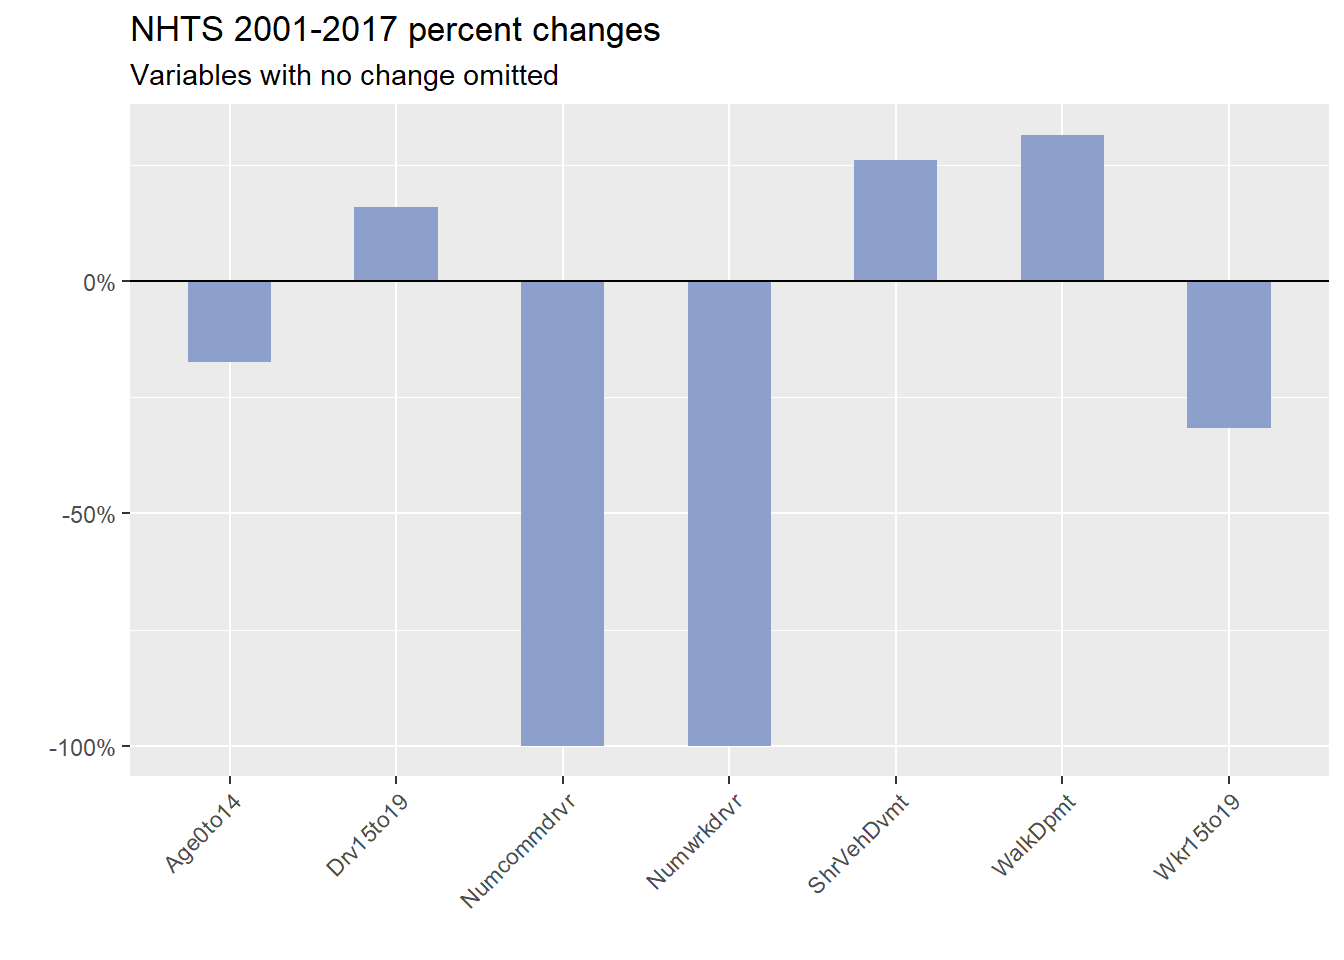 NHTS 2001-2017 percent changes
Variables with no change omitted
0%
-50%
-100%
Age0to14
Drv15to19
Numcommdrvr
Numwrkdrvr
ShrVehDvmt
WalkDpmt
Wkr15to19